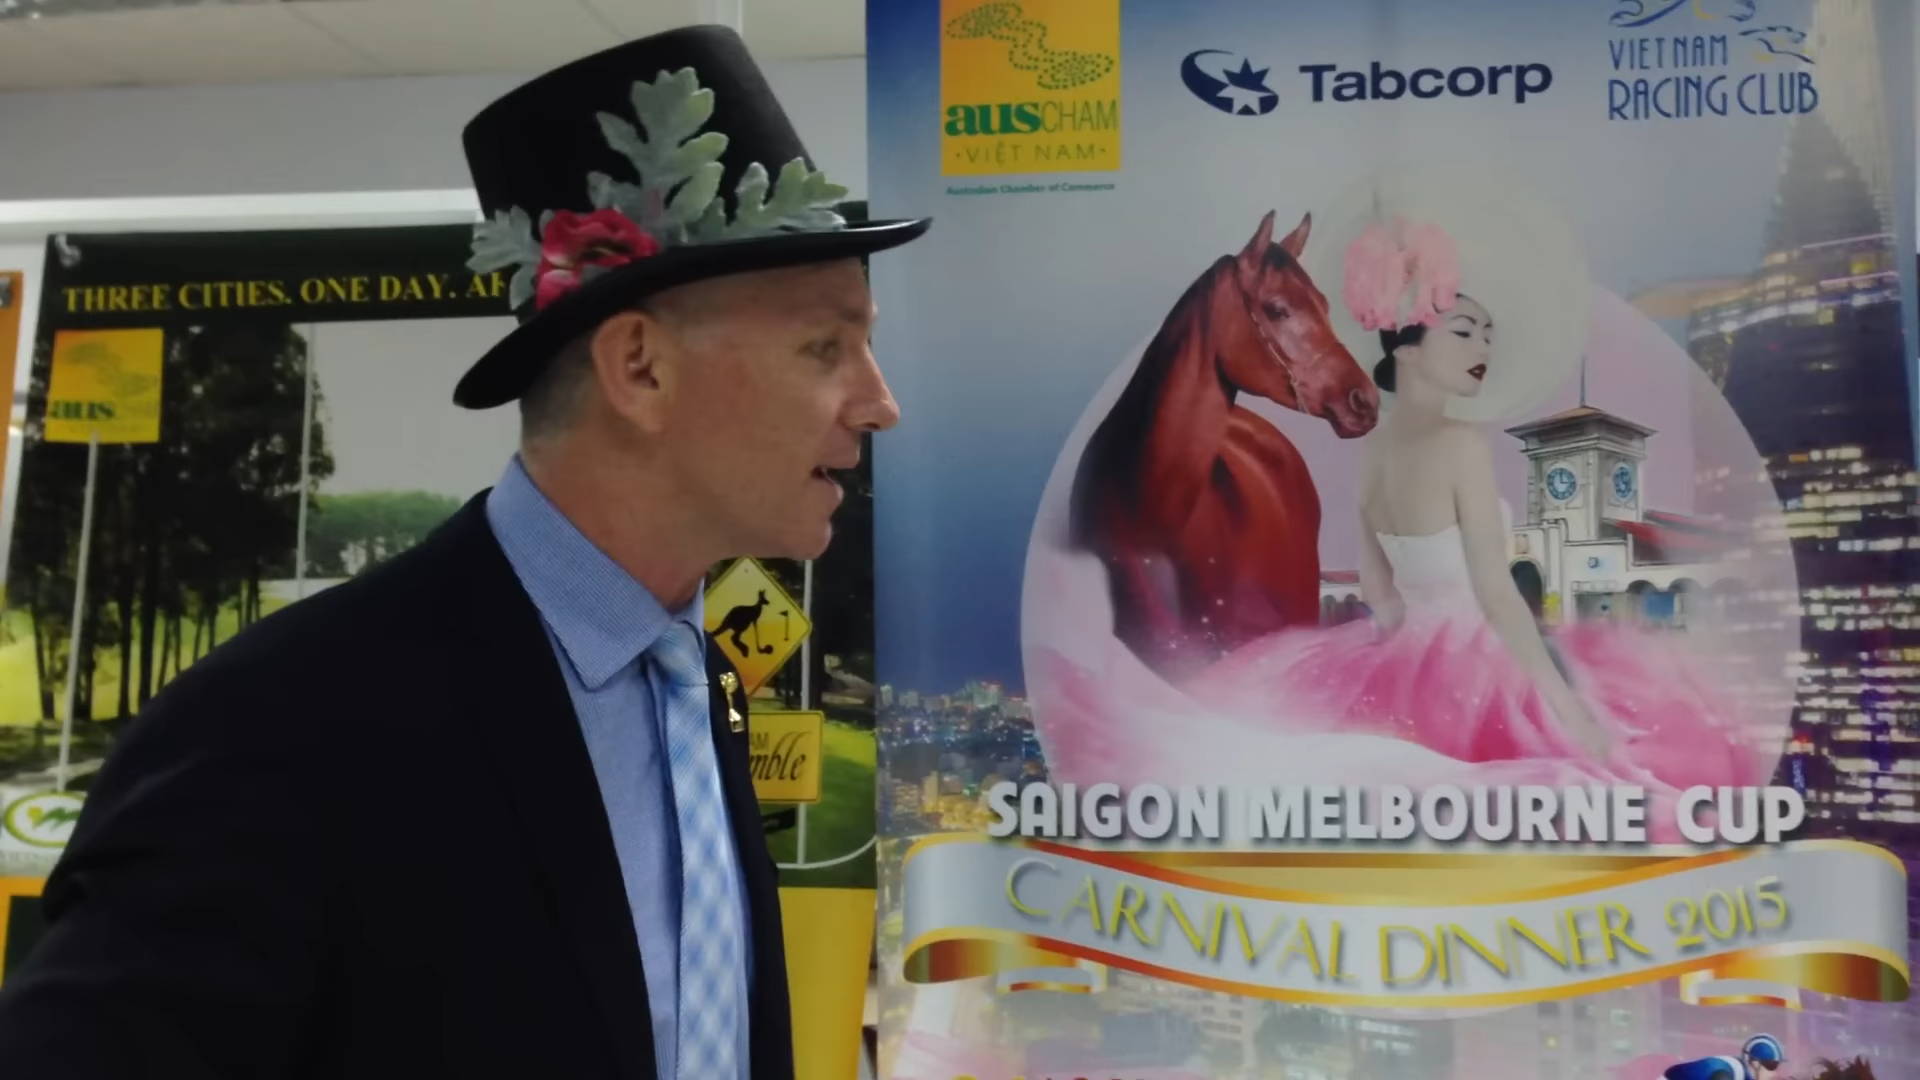 THREE CITIES. ONE DAY.
aus
AUSCHAM
·VIỆT NAM·
Australian Chamber of Commerce
Tabcorp
VIETNAM
RACING CLUB
SAIGON MELBOURNE CUP
CARNIVAL DINNER 2015